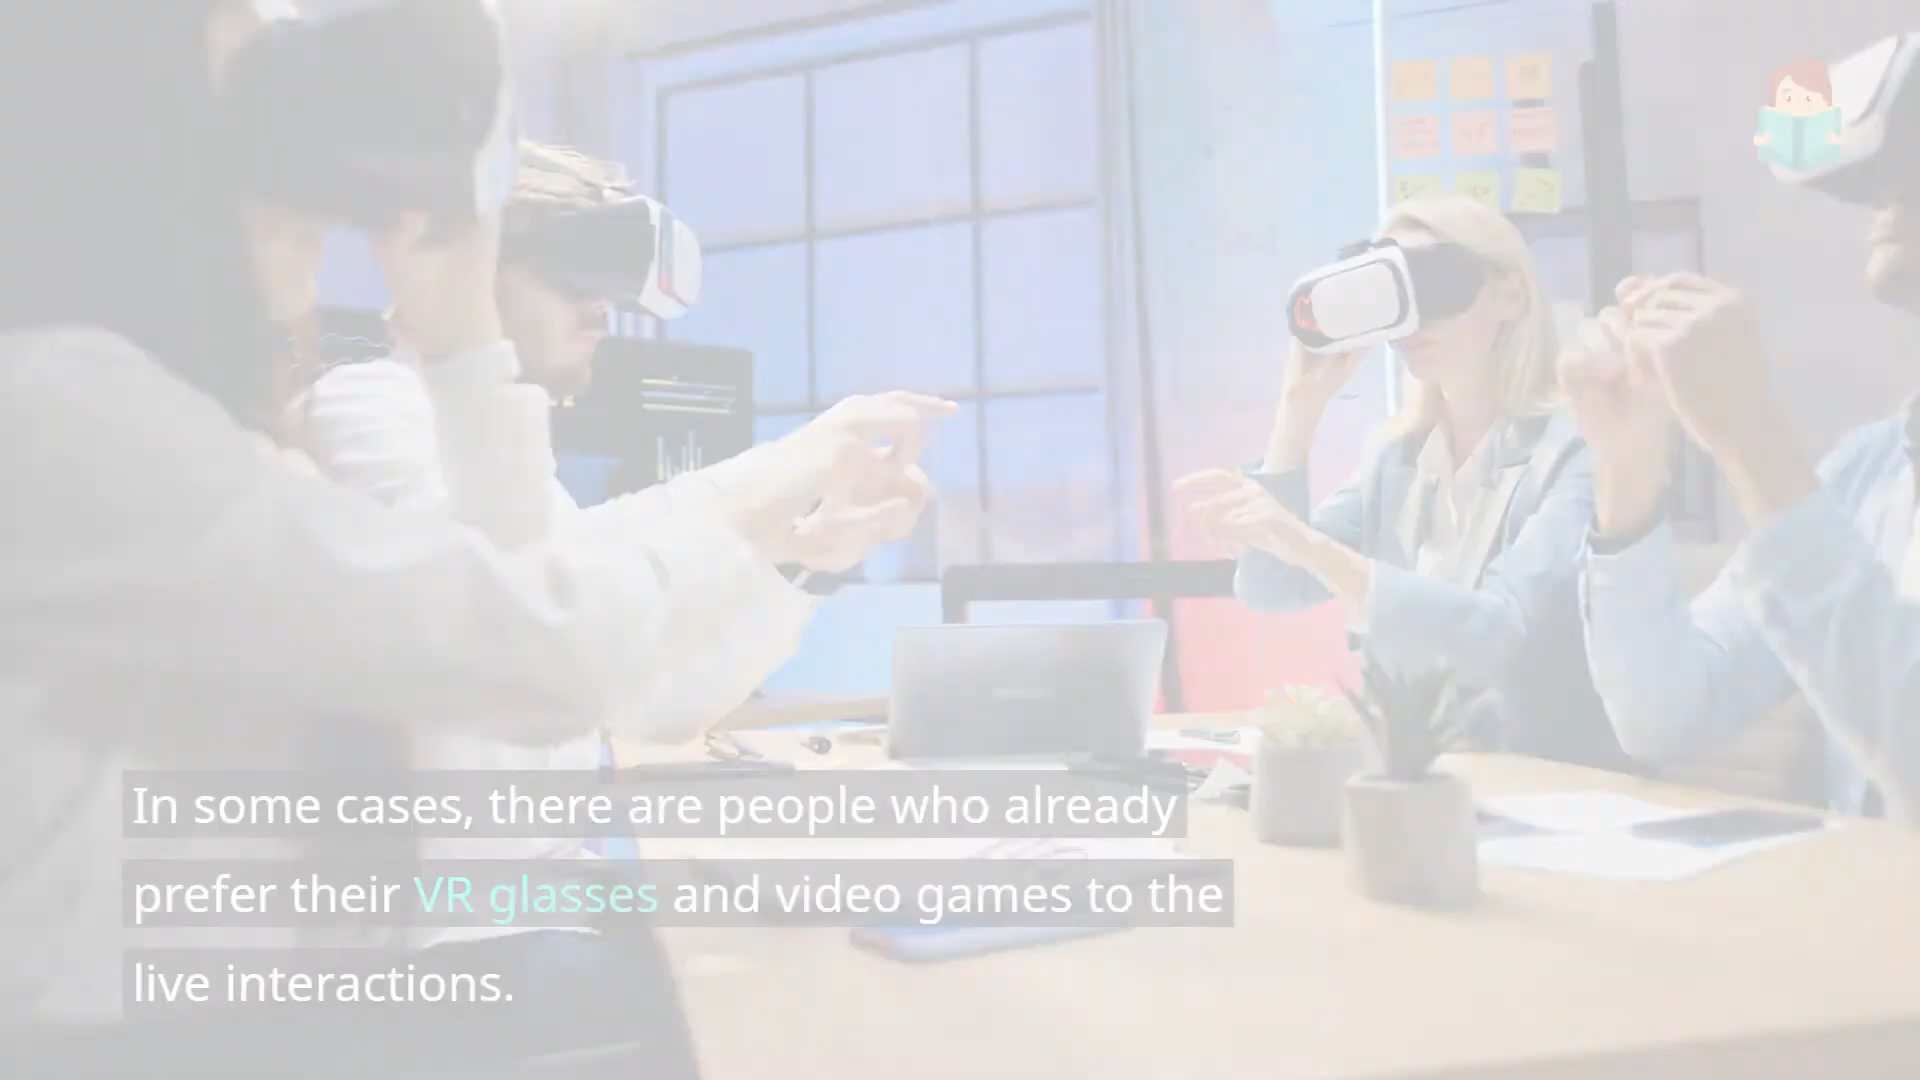 In some cases, there are people who already
prefer their VR glasses and video games to the
live interactions.